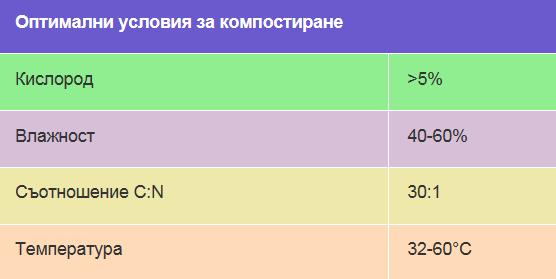 Оптимални условия за компостиране
Кислород >5%
Влажност 40-60%
Съотношение C:N 30:1
Температура 32-60°C